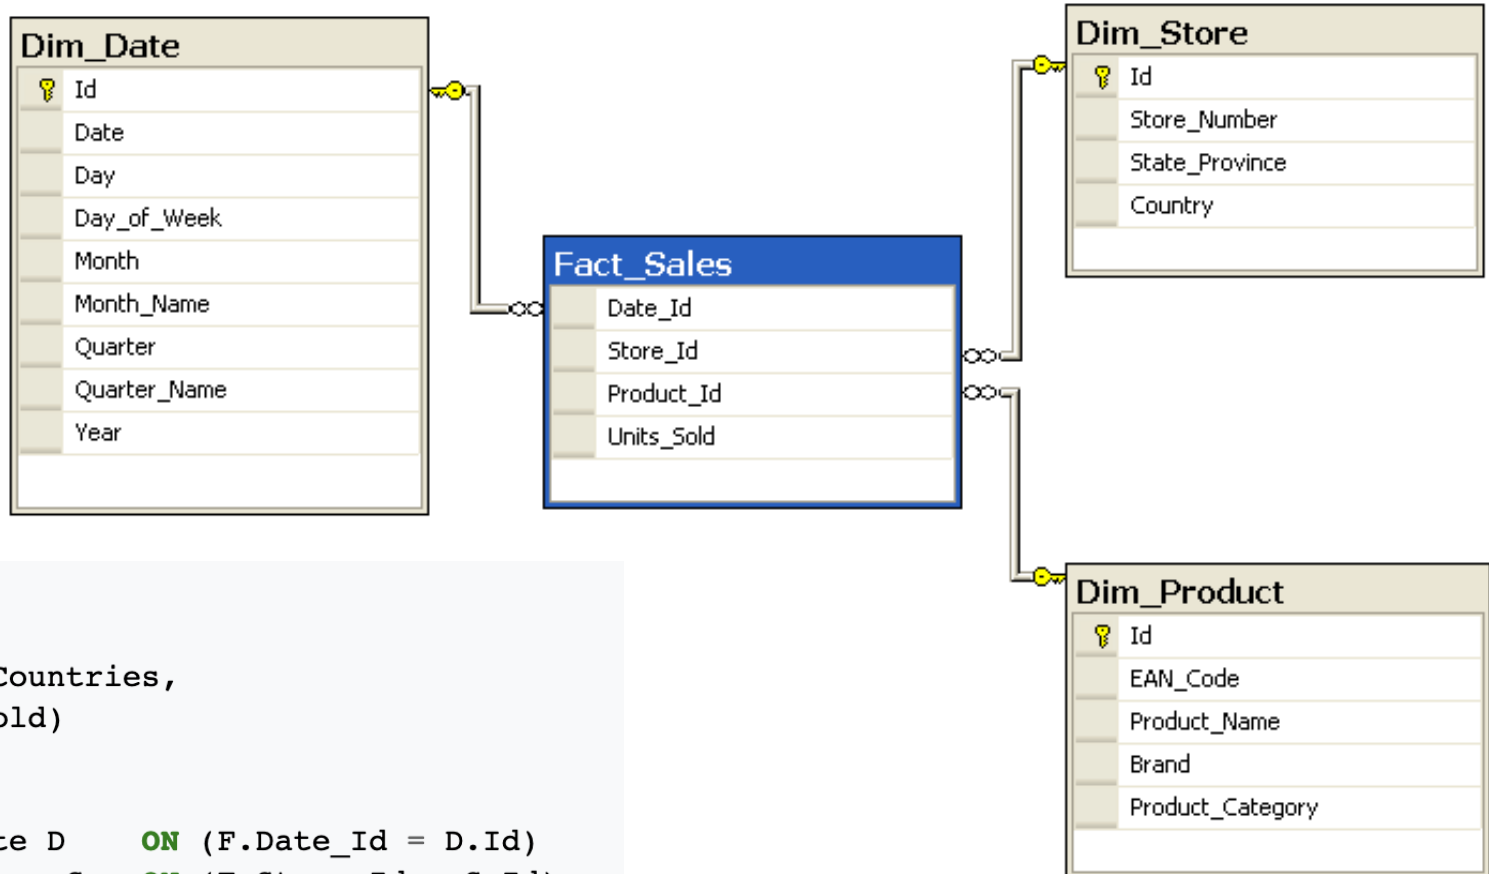 Dim_Date
Id
Date
Day
Day_of_Week
Month
Month_Name
Quarter
Quarter_Name
Year
Fact_Sales
Date_Id
Store_Id
Product_Id
Units_Sold
Dim_Store
Id
Store_Number
State_Province
Country
Dim_Product
Id
EAN_Code
Product_Name
Brand
Product_Category
Countries,
old)
te D ON (F.Date_Id = D.Id)